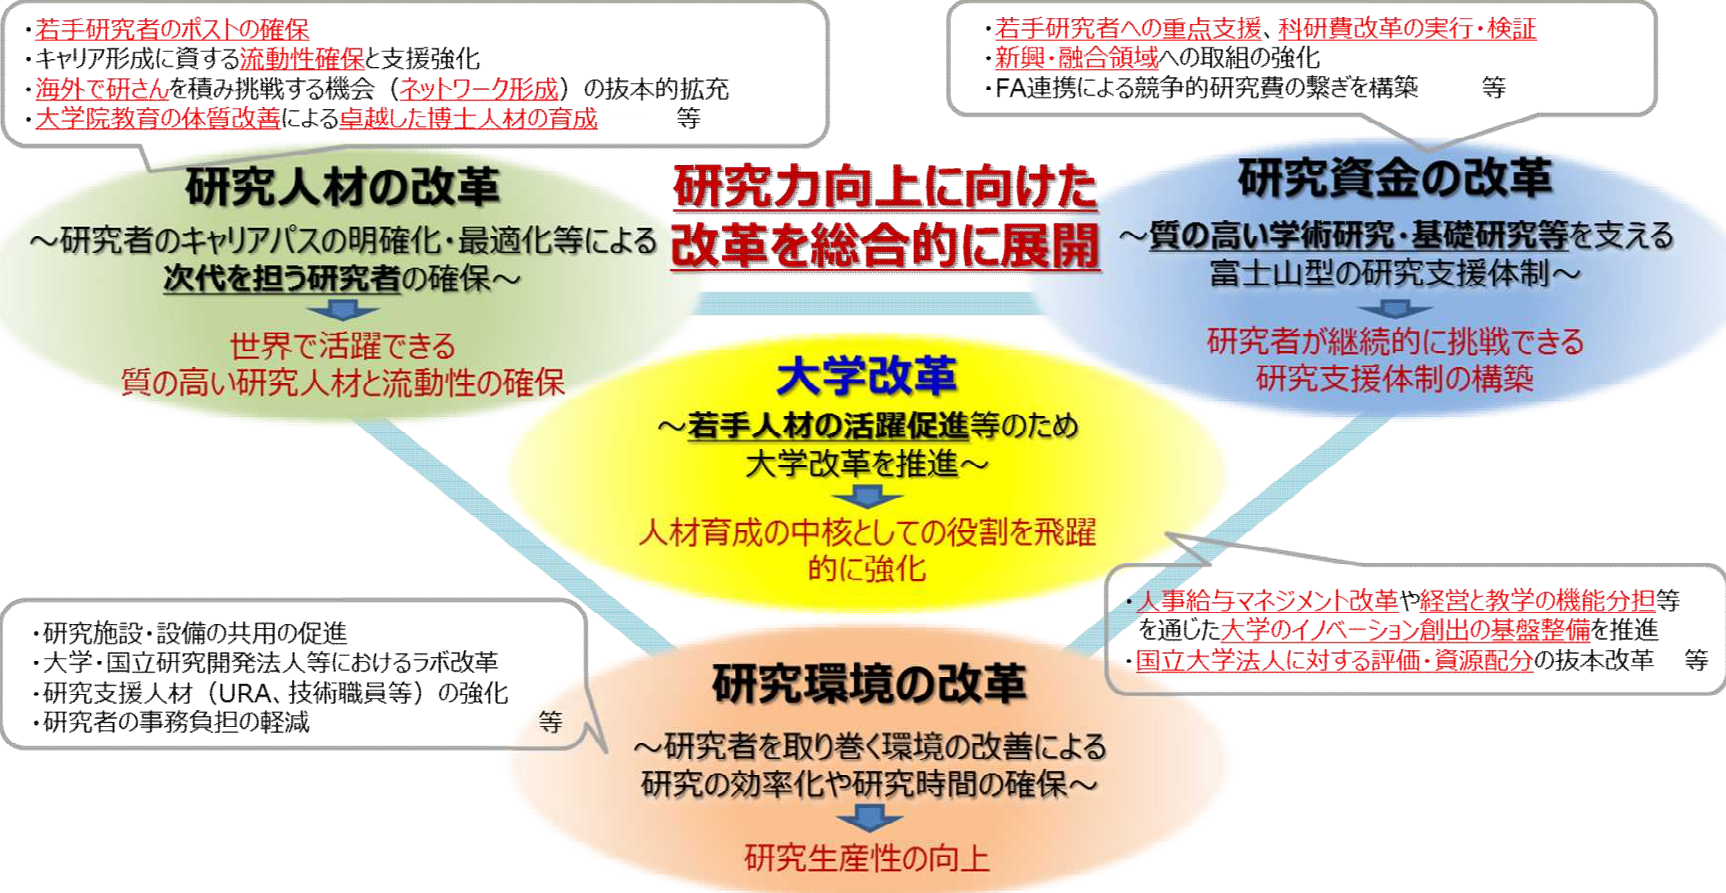 ・若手研究者のポストの確保
・キャリア形成に資する流動性確保と支援強化
・海外で研さんを積み挑戦する機会（ネットワーク形成）の抜本的拡充
・大学院教育の体質改善による卓越した博士人材の育成　等
・若手研究者への重点支援、科研費改革の実行・検証
・新興・融合領域への取組の強化
・FA連携による競争的研究費の繋ぎを構築　等
研究力向上に向けた
改革を総合的に展開
研究人材の改革
～研究者のキャリアパスの明確化・最適化等による
次代を担う研究者の確保～
世界で活躍できる
質の高い研究人材と流動性の確保
研究資金の改革
～質の高い学術研究・基礎研究等を支える
富士山型の研究支援体制～
研究者が継続的に挑戦できる
研究支援体制の構築
大学改革
～若手人材の活躍促進等のため
大学改革を推進～
人材育成の中核としての役割を飛躍
的に強化
・人事給与マネジメント改革や経営と教学の機能分担等
を通じた大学のイノベーション創出の基盤整備を推進
・国立大学法人に対する評価・資源配分の抜本改革　等
・研究施設・設備の共用の促進
・大学・国立研究開発法人等におけるラボ改革
・研究支援人材（URA、技術職員等）の強化
・研究者の事務負担の軽減　等
研究環境の改革
～研究者を取り巻く環境の改善による
研究の効率化や研究時間の確保～
研究生産性の向上